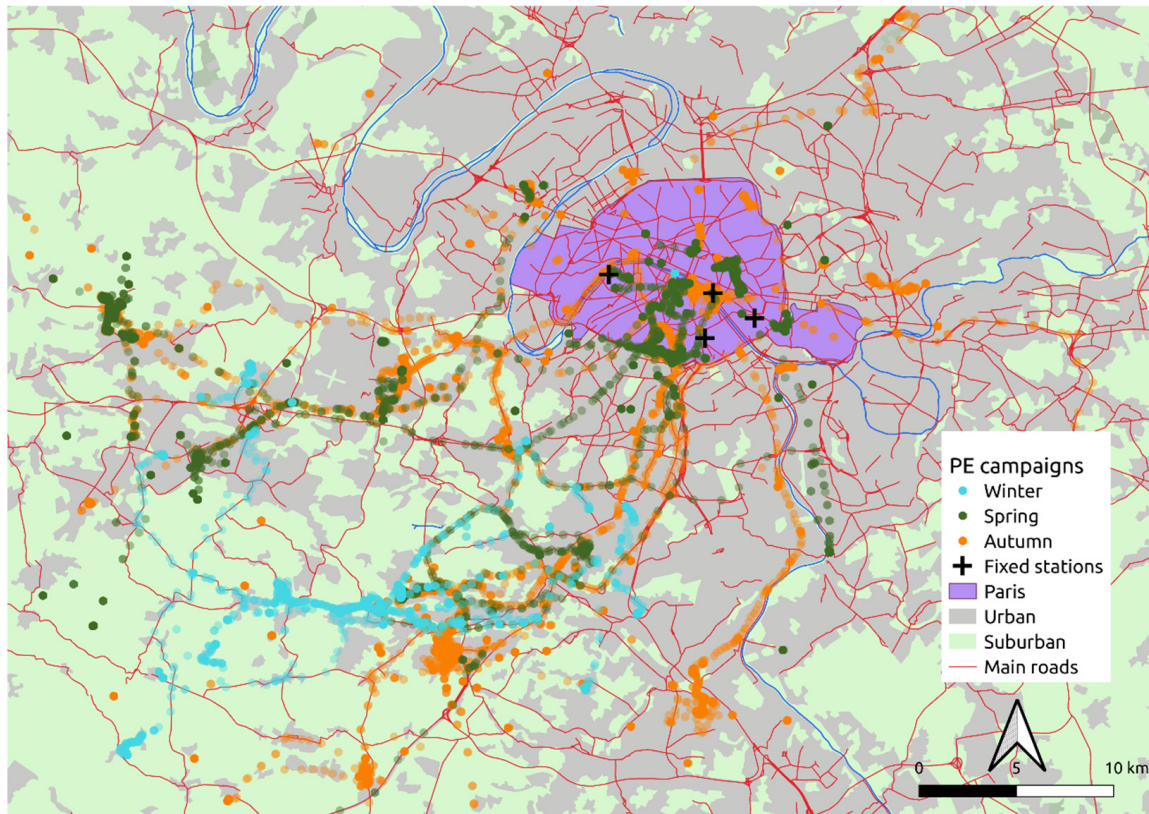 PE campaigns
Winter
Spring
Autumn
Fixed stations
Paris
Urban
Suburban
Main roads
0 5 10 km